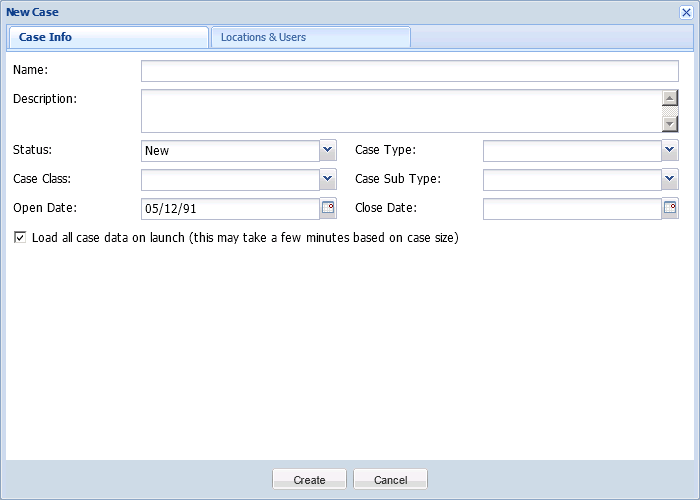 New Case
Case Info Locations & Users
Name:
Description:
Status: New Case Type:
Case Class: Case Sub Type:
Open Date: 05/12/91 Close Date:
Load all case data on launch (this may take a few minutes based on case size)
Create Cancel